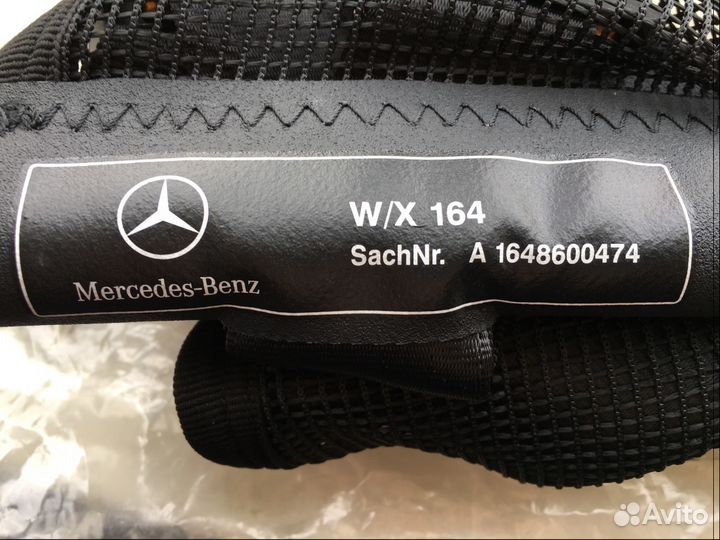 W/X 164
SachNr. A 1648600474
Mercedes-Benz
Avito